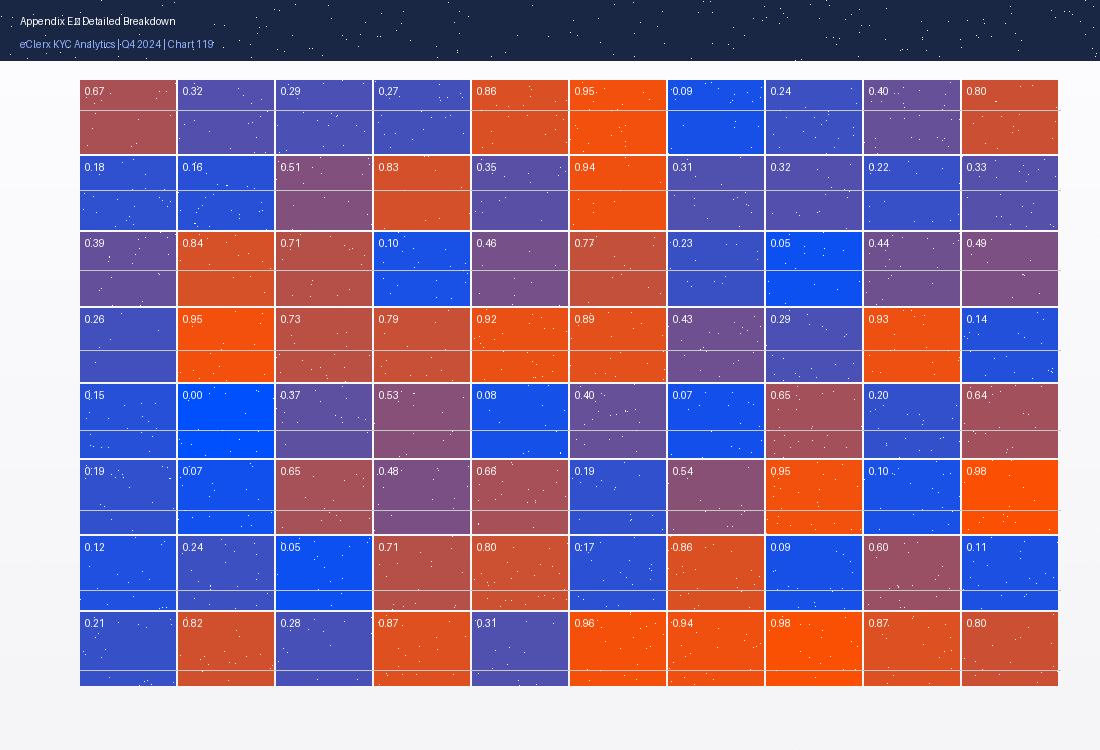 Appendix E Detailed Breakdown
eClerx KYC Analytics | Q4 2024 | Chart 119
0.67 0.32 0.29 0.27 0.86 0.95 0.09 0.24 0.40 0.80
0.18 0.16 0.51 0.83 0.35 0.94 0.31 0.32 0.22 0.33
0.39 0.84 0.71 0.10 0.46 0.77 0.23 0.05 0.44 0.49
0.26 0.95 0.73 0.79 0.92 0.89 0.43 0.29 0.93 0.14
0.15 0.00 0.37 0.53 0.08 0.40 0.07 0.65 0.20 0.64
0.19 0.07 0.65 0.48 0.66 0.19 0.54 0.95 0.10 0.98
0.12 0.24 0.05 0.71 0.80 0.17 0.86 0.09 0.60 0.11
0.21 0.82 0.28 0.87 0.31 0.96 0.94 0.98 0.87 0.80